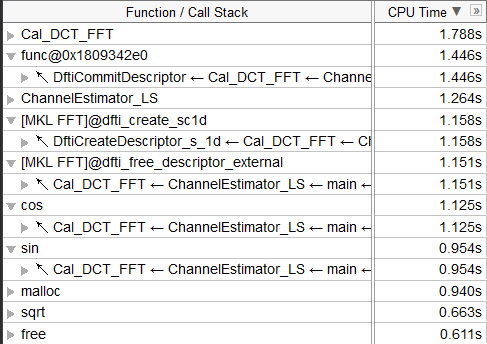 Function / Call Stack CPU Time
Cal_DCT_FFT 1.788s
func@0x1809342e0 1.446s
DftiCommitDescriptor ← Cal_DCT_FFT ← Channe 1.446s
ChannelEstimator_LS 1.264s
[MKL FFT]@dfti_create_sc1d 1.158s
DftiCreateDescriptor_s_1d ← Cal_DCT_FFT ← Ch 1.158s
[MKL FFT]@dfti_free_descriptor_external 1.151s
Cal_DCT_FFT ← ChannelEstimator_LS ← main ← 1.151s
cos 1.125s
Cal_DCT_FFT ← ChannelEstimator_LS ← main ← 1.125s
sin 0.954s
Cal_DCT_FFT ← ChannelEstimator_LS ← main ← 0.954s
malloc 0.940s
sqrt 0.663s
free 0.611s